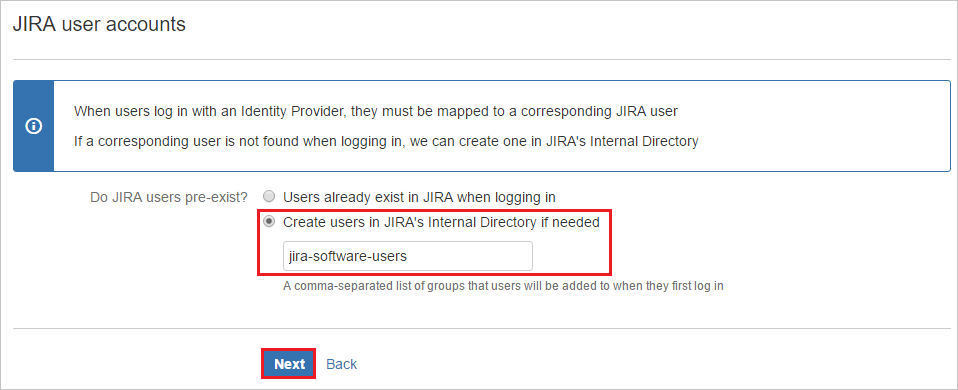 JIRA user accounts
When users log in with an Identity Provider, they must be mapped to a corresponding JIRA user
If a corresponding user is not found when logging in, we can create one in JIRA's Internal Directory
Do JIRA users pre-exist? Users already exist in JIRA when logging in
Create users in JIRA's Internal Directory if needed
jira-software-users
A comma-separated list of groups that users will be added to when they first log in
Next Back